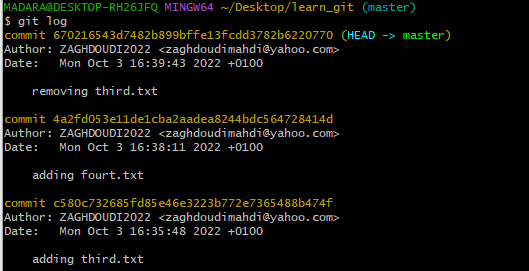 MADARA@DESKTOP-RH26JFQ MINGW64 ~/Desktop/learn_git (master)
$ git log
commit 670216543d7482b899bffe13fcdd3782b6220770 (HEAD -> master)
Author: ZAGHDOUDI2022 <zaghdoudimahdi@yahoo.com>
Date:   Mon Oct 3 16:39:43 2022 +0100
    removing third.txt
commit 4a2fd053e11de1cba2aadea8244bdc564728414d
Author: ZAGHDOUDI2022 <zaghdoudimahdi@yahoo.com>
Date:   Mon Oct 3 16:38:11 2022 +0100
    adding fourt.txt
commit c580c732685fd85e46e3223b772e7365488b474f
Author: ZAGHDOUDI2022 <zaghdoudimahdi@yahoo.com>
Date:   Mon Oct 3 16:35:48 2022 +0100
    adding third.txt